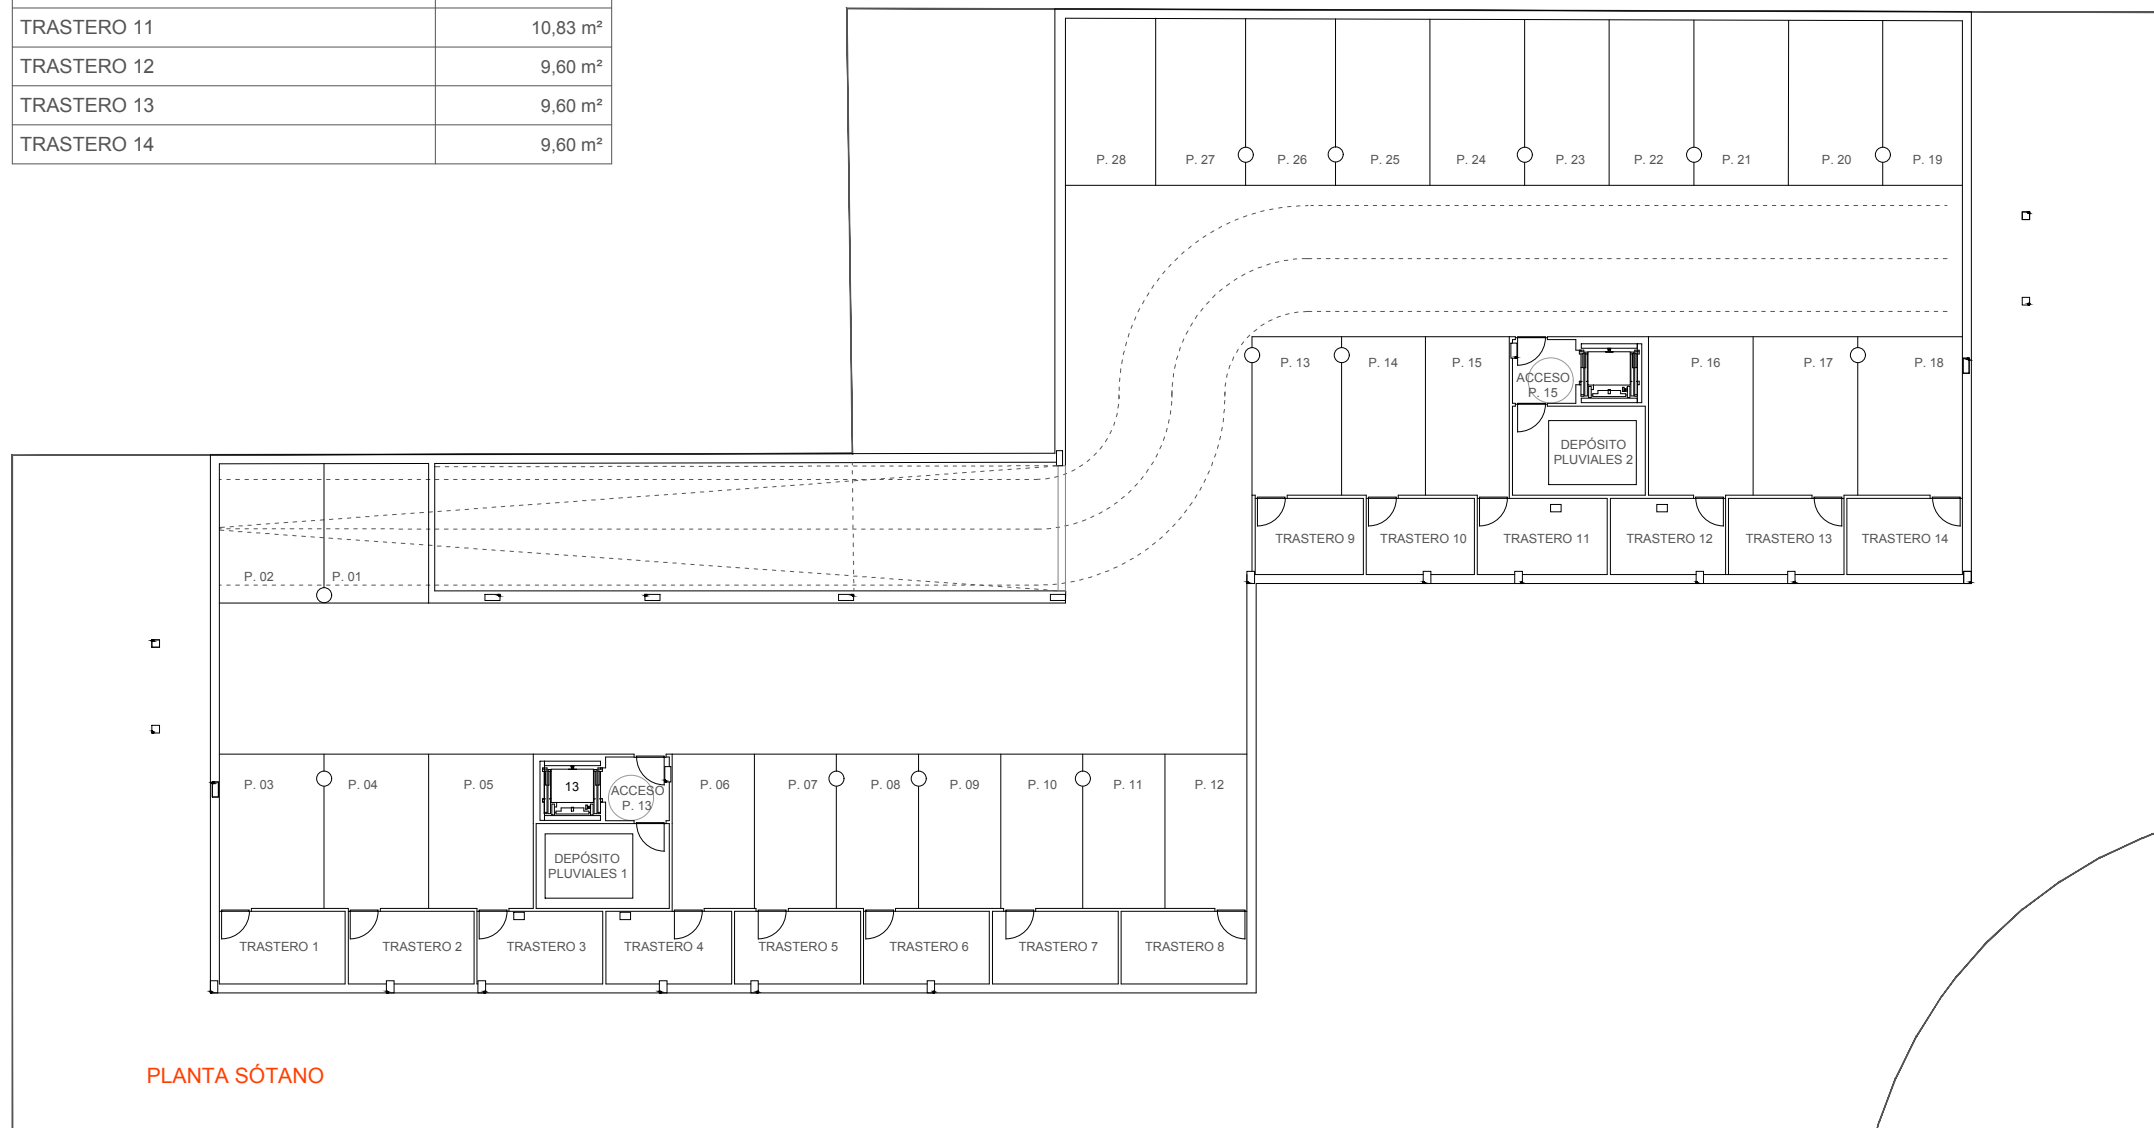 TRASTERO 11 10,83 m²
TRASTERO 12 9,60 m²
TRASTERO 13 9,60 m²
TRASTERO 14 9,60 m²
P. 28 P. 27 P. 26 P. 25 P. 24 P. 23 P. 22 P. 21 P. 20 P. 19
P. 13 P. 14 P. 15 P. 16 P. 17 P. 18
ACCESO
P. 15
DEPÓSITO
PLUVIALES 2
TRASTERO 9 TRASTERO 10 TRASTERO 11 TRASTERO 12 TRASTERO 13 TRASTERO 14
P. 02 P. 01
P. 03 P. 04 P. 05 13 P. 06 P. 07 P. 08 P. 09 P. 10 P. 11 P. 12
ACCESO
P. 13
DEPÓSITO
PLUVIALES 1
TRASTERO 1 TRASTERO 2 TRASTERO 3 TRASTERO 4 TRASTERO 5 TRASTERO 6 TRASTERO 7 TRASTERO 8
PLANTA SÓTANO